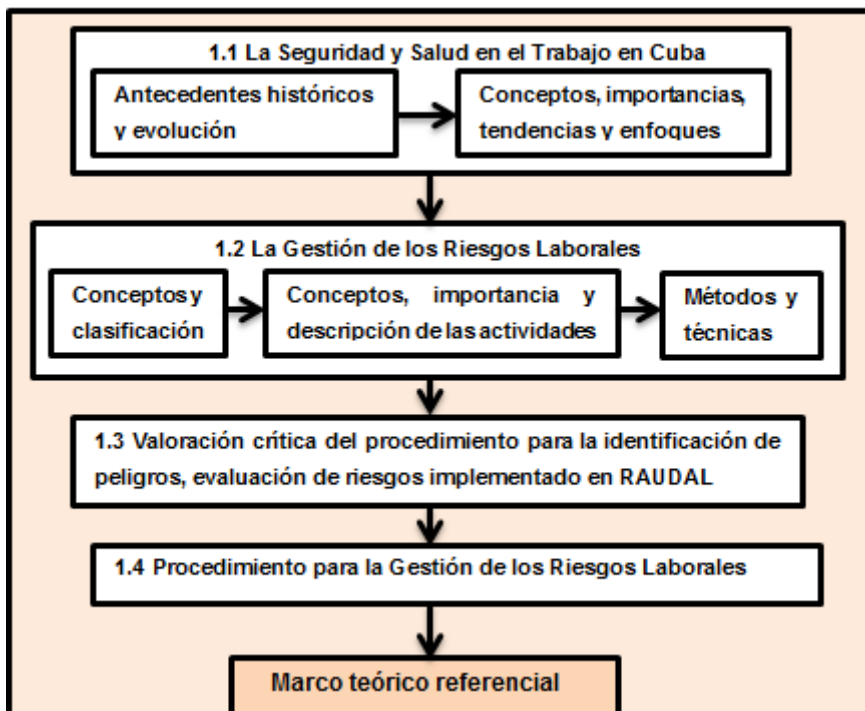 1.1 La Seguridad y Salud en el Trabajo en Cuba
Antecedentes históricos
y evolución
Conceptos, importancias,
tendencias y enfoques
1.2 La Gestión de los Riesgos Laborales
Conceptos y
clasificación
Conceptos, importancia y
descripción de las actividades
Métodos y
técnicas
1.3 Valoración crítica del procedimiento para la identificación de
peligros, evaluación de riesgos implementado en RAUDAL
1.4 Procedimiento para la Gestión de los Riesgos Laborales
Marco teórico referencial